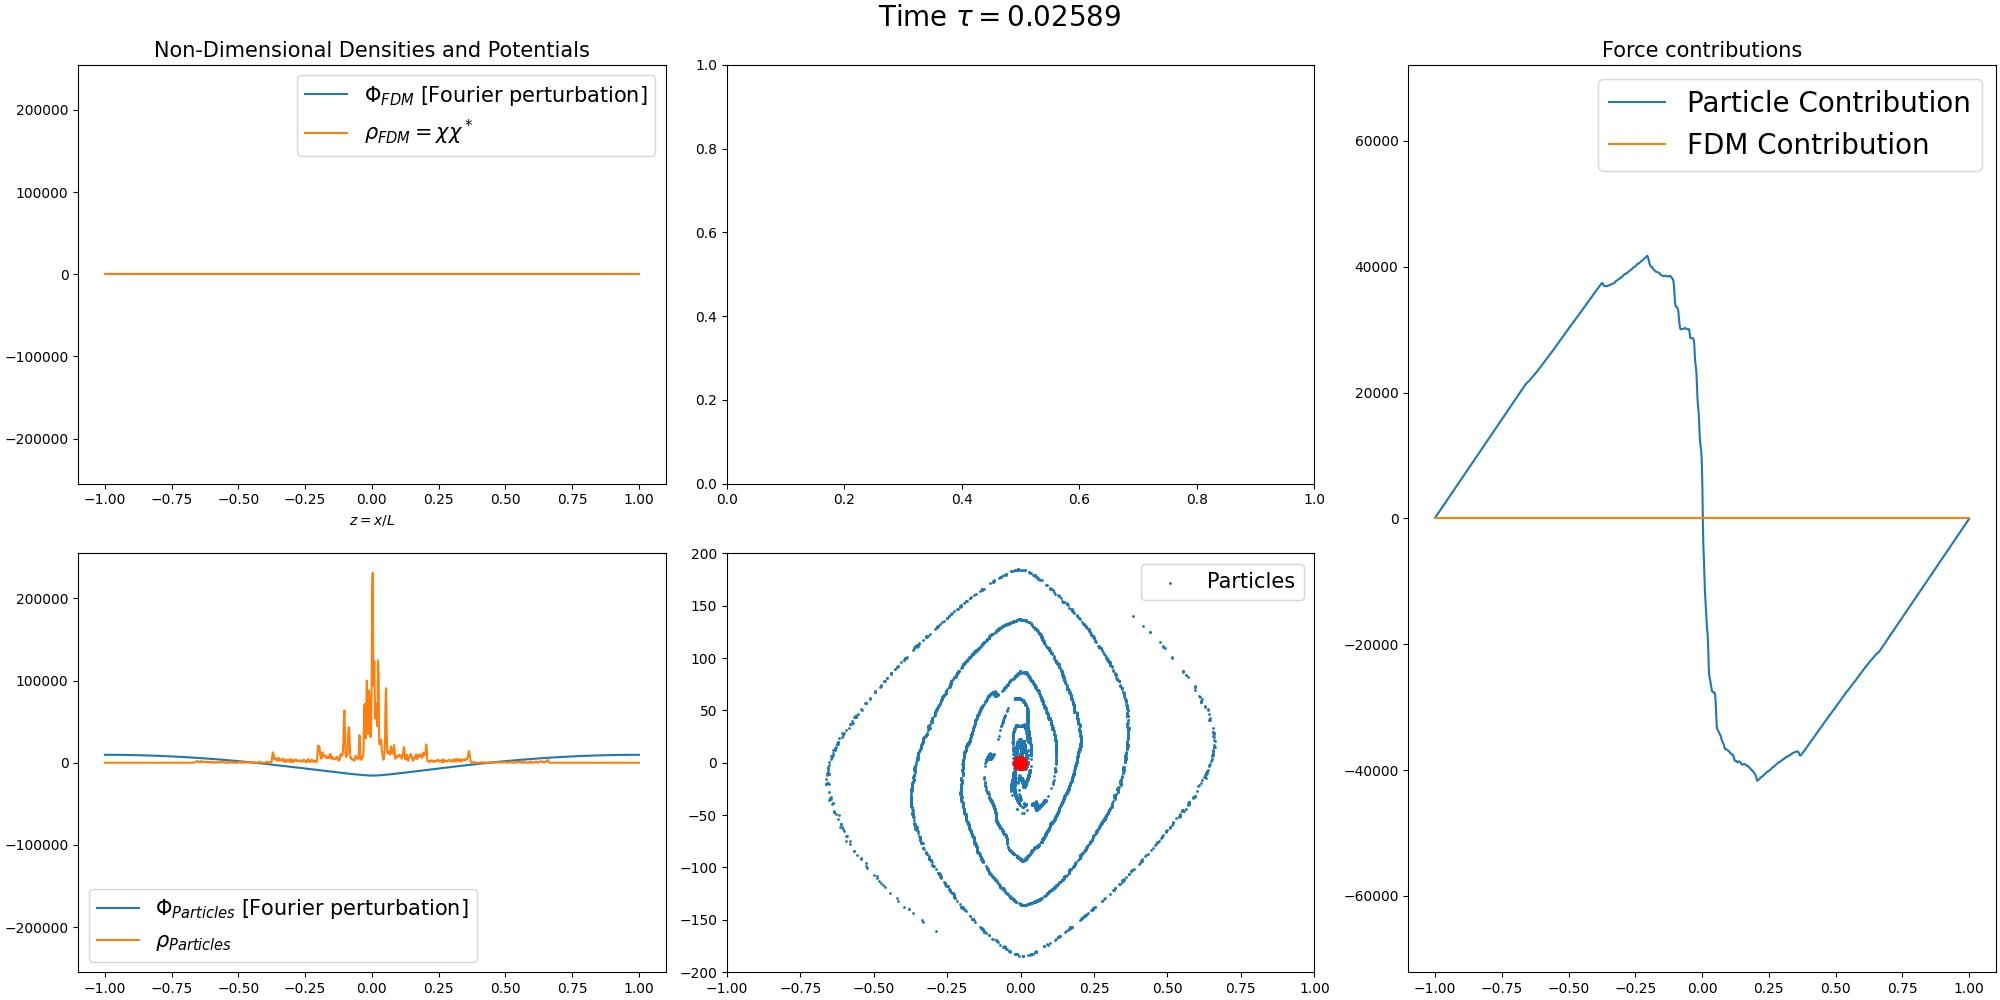 Time τ = 0.02589
Non-Dimensional Densities and Potentials
200000
100000
0
−100000
−200000
Φ_FDM [Fourier perturbation]
ρ_FDM = χχ*
−1.00 −0.75 −0.50 −0.25 0.00 0.25 0.50 0.75 1.00
z = x/L
1.0
0.8
0.6
0.4
0.2
0.0
0.0 0.2 0.4 0.6 0.8 1.0
Force contributions
Particle Contribution
FDM Contribution
60000
40000
20000
0
−20000
−40000
−60000
−1.00 −0.75 −0.50 −0.25 0.00 0.25 0.50 0.75 1.00
200000
100000
0
−100000
−200000
Φ_Particles [Fourier perturbation]
ρ_Particles
−1.00 −0.75 −0.50 −0.25 0.00 0.25 0.50 0.75 1.00
Particles
200
150
100
50
0
−50
−100
−150
−200
−1.00 −0.75 −0.50 −0.25 0.00 0.25 0.50 0.75 1.00